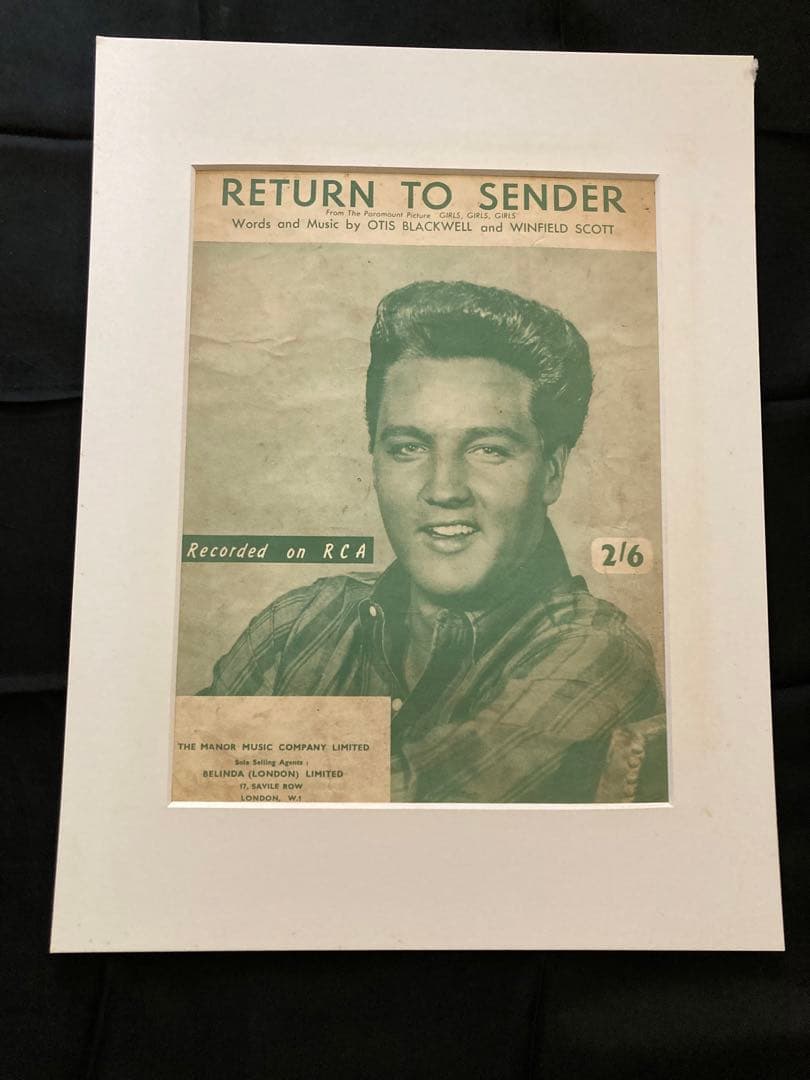 RETURN TO SENDER
From The Paramount Picture "GIRLS, GIRLS, GIRLS"
Words and Music by OTIS BLACKWELL and WINFIELD SCOTT
Recorded on RCA
2/6
THE MANOR MUSIC COMPANY LIMITED
Sole Selling Agents :
BELINDA (LONDON) LIMITED
17, SAVILE ROW
LONDON, W.1